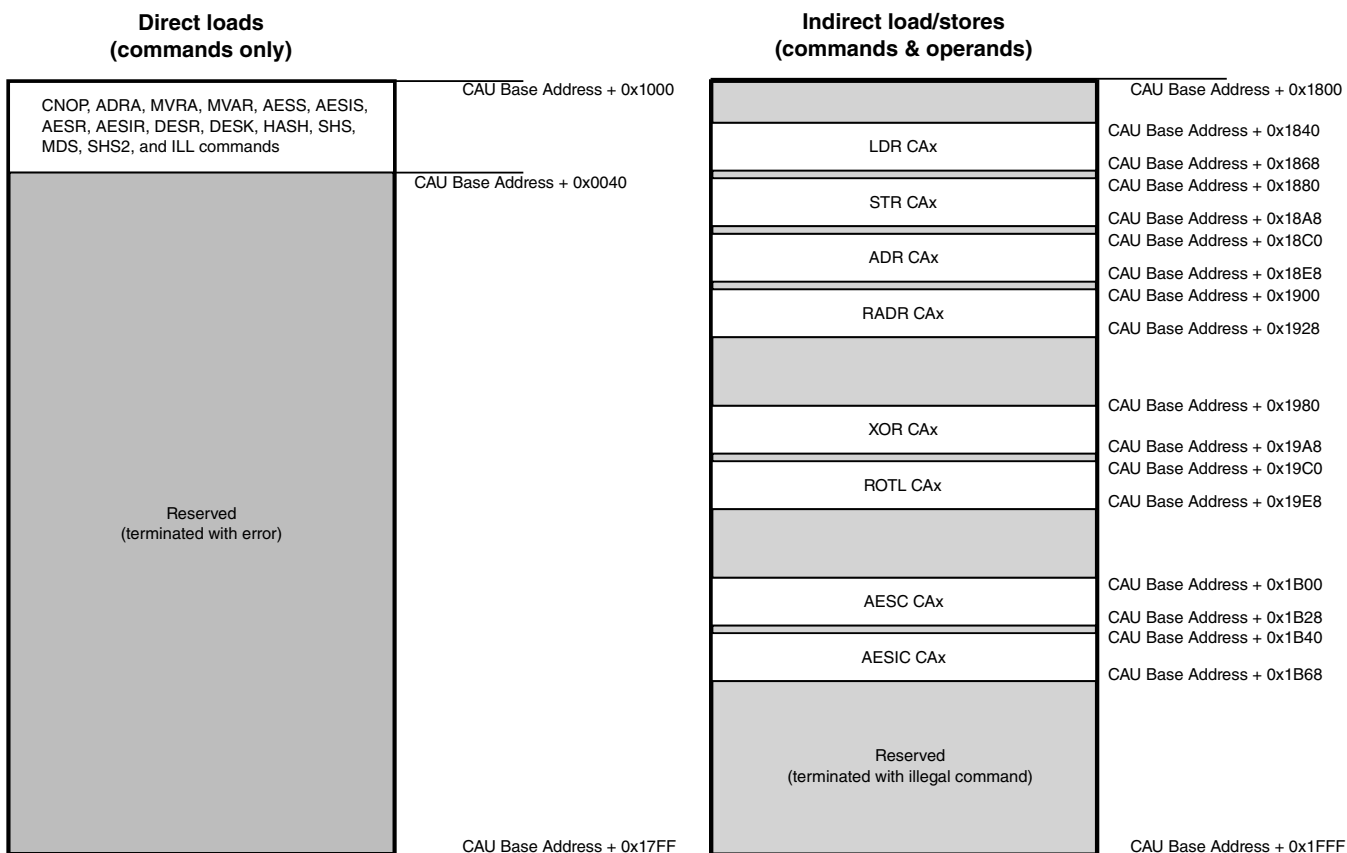 Direct loads
(commands only)
CAU Base Address + 0x1000
CNOP, ADRA, MVRA, MVAR, AESS, AESIS,
AESR, AESIR, DESR, DESK, HASH, SHS,
MDS, SHS2, and ILL commands
CAU Base Address + 0x0040
Reserved
(terminated with error)
CAU Base Address + 0x17FF
Indirect load/stores
(commands & operands)
CAU Base Address + 0x1800
CAU Base Address + 0x1840
LDR CAx
CAU Base Address + 0x1868
CAU Base Address + 0x1880
STR CAx
CAU Base Address + 0x18A8
CAU Base Address + 0x18C0
ADR CAx
CAU Base Address + 0x18E8
CAU Base Address + 0x1900
RADR CAx
CAU Base Address + 0x1928
CAU Base Address + 0x1980
XOR CAx
CAU Base Address + 0x19A8
CAU Base Address + 0x19C0
ROTL CAx
CAU Base Address + 0x19E8
CAU Base Address + 0x1B00
AESC CAx
CAU Base Address + 0x1B28
CAU Base Address + 0x1B40
AESIC CAx
CAU Base Address + 0x1B68
Reserved
(terminated with illegal command)
CAU Base Address + 0x1FFF